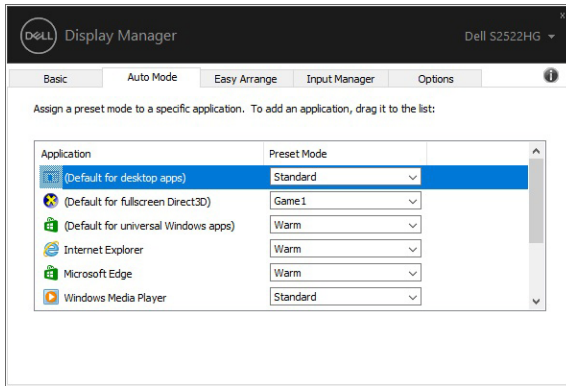 DELL Display Manager
Dell S2522HG
Basic
Auto Mode
Easy Arrange
Input Manager
Options
Assign a preset mode to a specific application. To add an application, drag it to the list:
Application Preset Mode
(Default for desktop apps) Standard
(Default for fullscreen Direct3D) Game1
(Default for universal Windows apps) Warm
Internet Explorer Warm
Microsoft Edge Warm
Windows Media Player Standard